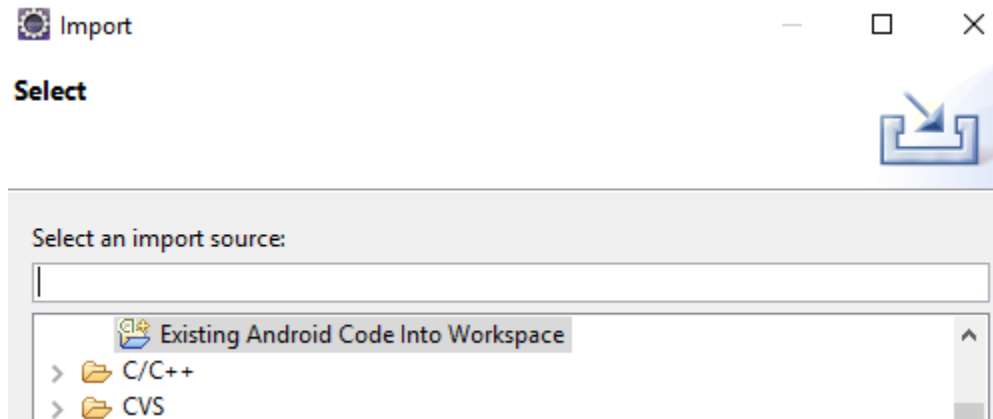 Import
Select
Select an import source:
Existing Android Code Into Workspace
C/C++
CVS